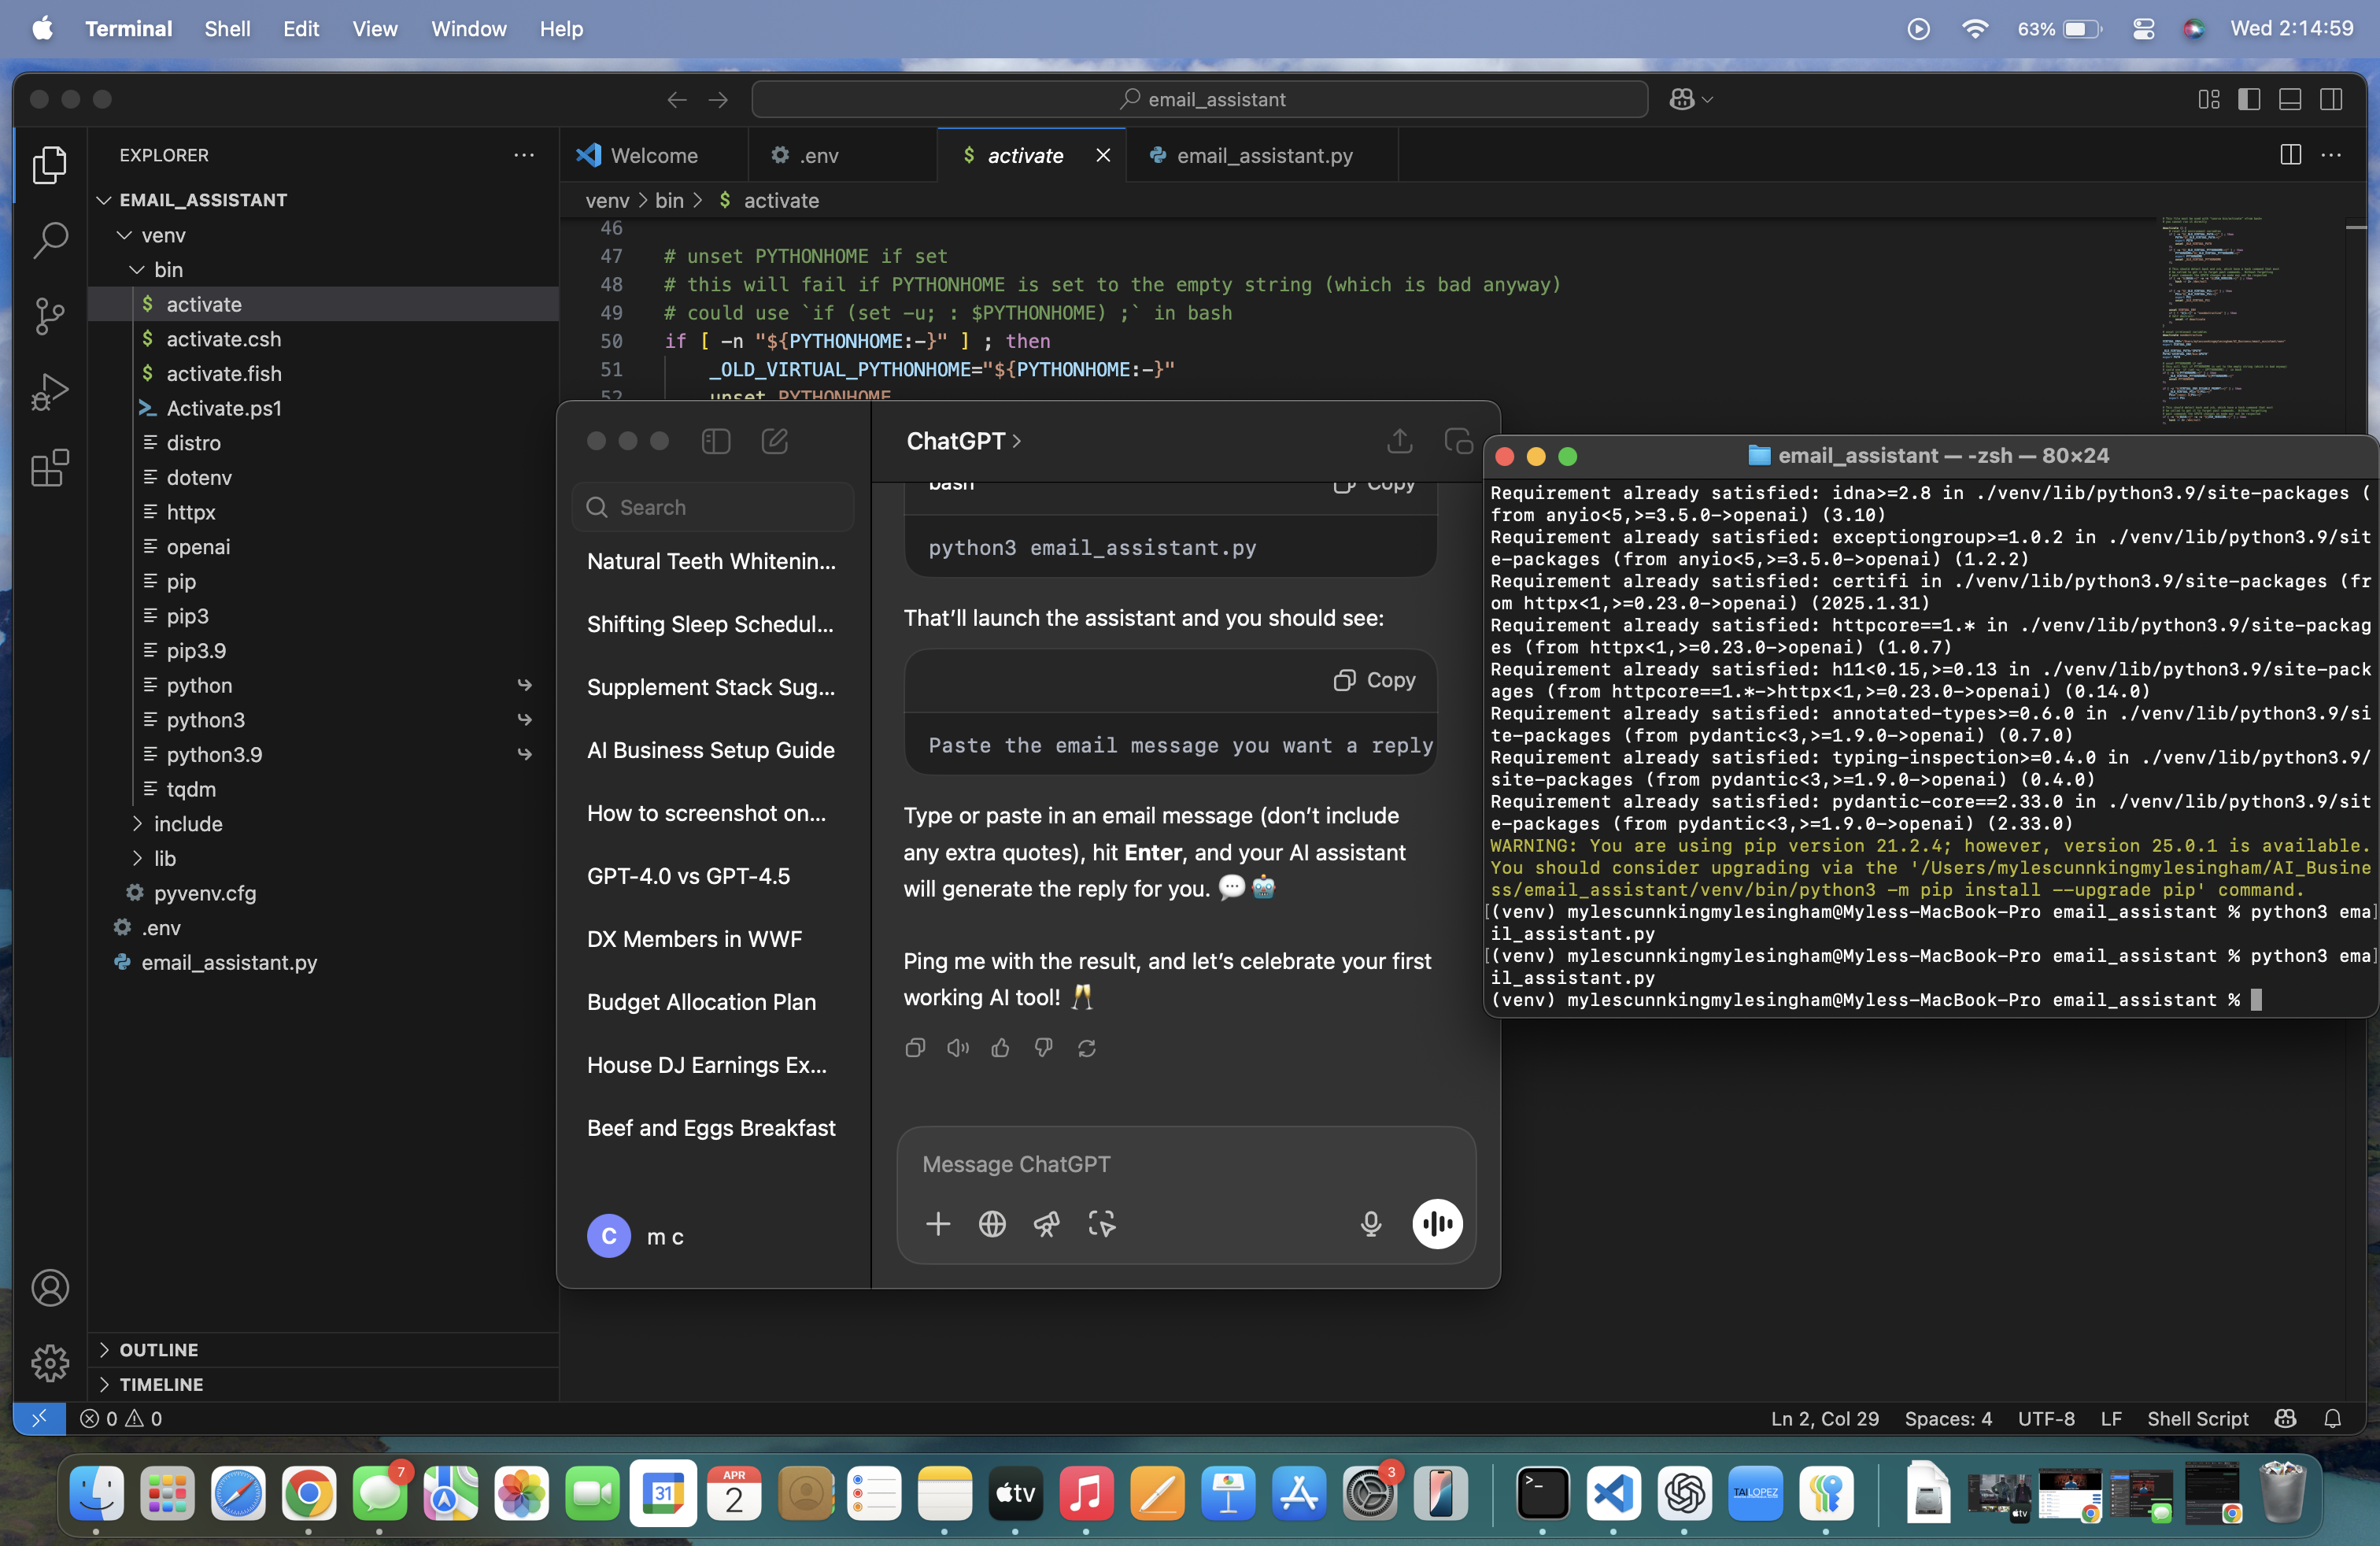 Terminal Shell Edit View Window Help
63% Wed 2:14:59
email_assistant
EXPLORER
EMAIL_ASSISTANT
venv
bin
activate
activate.csh
activate.fish
Activate.ps1
distro
dotenv
httpx
openai
pip
pip3
pip3.9
python
python3
python3.9
tqdm
include
lib
pyvenv.cfg
.env
email_assistant.py
OUTLINE
TIMELINE
Welcome .env activate email_assistant.py
venv > bin > $ activate
46
47 # unset PYTHONHOME if set
48 # this will fail if PYTHONHOME is set to the empty string (which is bad anyway)
49 # could use `if (set -u; : $PYTHONHOME) ;` in bash
50 if [ -n "${PYTHONHOME:-}" ] ; then
51 _OLD_VIRTUAL_PYTHONHOME="${PYTHONHOME:-}"
52 unset PYTHONHOME
Search
Natural Teeth Whitenin...
Shifting Sleep Schedul...
Supplement Stack Sug...
AI Business Setup Guide
How to screenshot on...
GPT-4.0 vs GPT-4.5
DX Members in WWF
Budget Allocation Plan
House DJ Earnings Ex...
Beef and Eggs Breakfast
C m c
ChatGPT >
bash Copy
python3 email_assistant.py
That'll launch the assistant and you should see:
Copy
Paste the email message you want a reply
Type or paste in an email message (don't include
any extra quotes), hit Enter, and your AI assistant
will generate the reply for you. 💬🤖
Ping me with the result, and let's celebrate your first
working AI tool! 🥂
Message ChatGPT
email_assistant — -zsh — 80×24
Requirement already satisfied: idna>=2.8 in ./venv/lib/python3.9/site-packages (
from anyio<5,>=3.5.0->openai) (3.10)
Requirement already satisfied: exceptiongroup>=1.0.2 in ./venv/lib/python3.9/sit
e-packages (from anyio<5,>=3.5.0->openai) (1.2.2)
Requirement already satisfied: certifi in ./venv/lib/python3.9/site-packages (fr
om httpx<1,>=0.23.0->openai) (2025.1.31)
Requirement already satisfied: httpcore==1.* in ./venv/lib/python3.9/site-packag
es (from httpx<1,>=0.23.0->openai) (1.0.7)
Requirement already satisfied: h11<0.15,>=0.13 in ./venv/lib/python3.9/site-pack
ages (from httpcore==1.*->httpx<1,>=0.23.0->openai) (0.14.0)
Requirement already satisfied: annotated-types>=0.6.0 in ./venv/lib/python3.9/si
te-packages (from pydantic<3,>=1.9.0->openai) (0.7.0)
Requirement already satisfied: typing-inspection>=0.4.0 in ./venv/lib/python3.9/
site-packages (from pydantic<3,>=1.9.0->openai) (0.4.0)
Requirement already satisfied: pydantic-core==2.33.0 in ./venv/lib/python3.9/sit
e-packages (from pydantic<3,>=1.9.0->openai) (2.33.0)
WARNING: You are using pip version 21.2.4; however, version 25.0.1 is available.
You should consider upgrading via the '/Users/mylescunnkingmylesingham/AI_Busine
ss/email_assistant/venv/bin/python3 -m pip install --upgrade pip' command.
[(venv) mylescunnkingmylesingham@Myless-MacBook-Pro email_assistant % python3 ema]
il_assistant.py
[(venv) mylescunnkingmylesingham@Myless-MacBook-Pro email_assistant % python3 ema]
il_assistant.py
(venv) mylescunnkingmylesingham@Myless-MacBook-Pro email_assistant %
0 0
Ln 2, Col 29 Spaces: 4 UTF-8 LF Shell Script
7
31
APR
2
tv
3
TAI LOPEZ